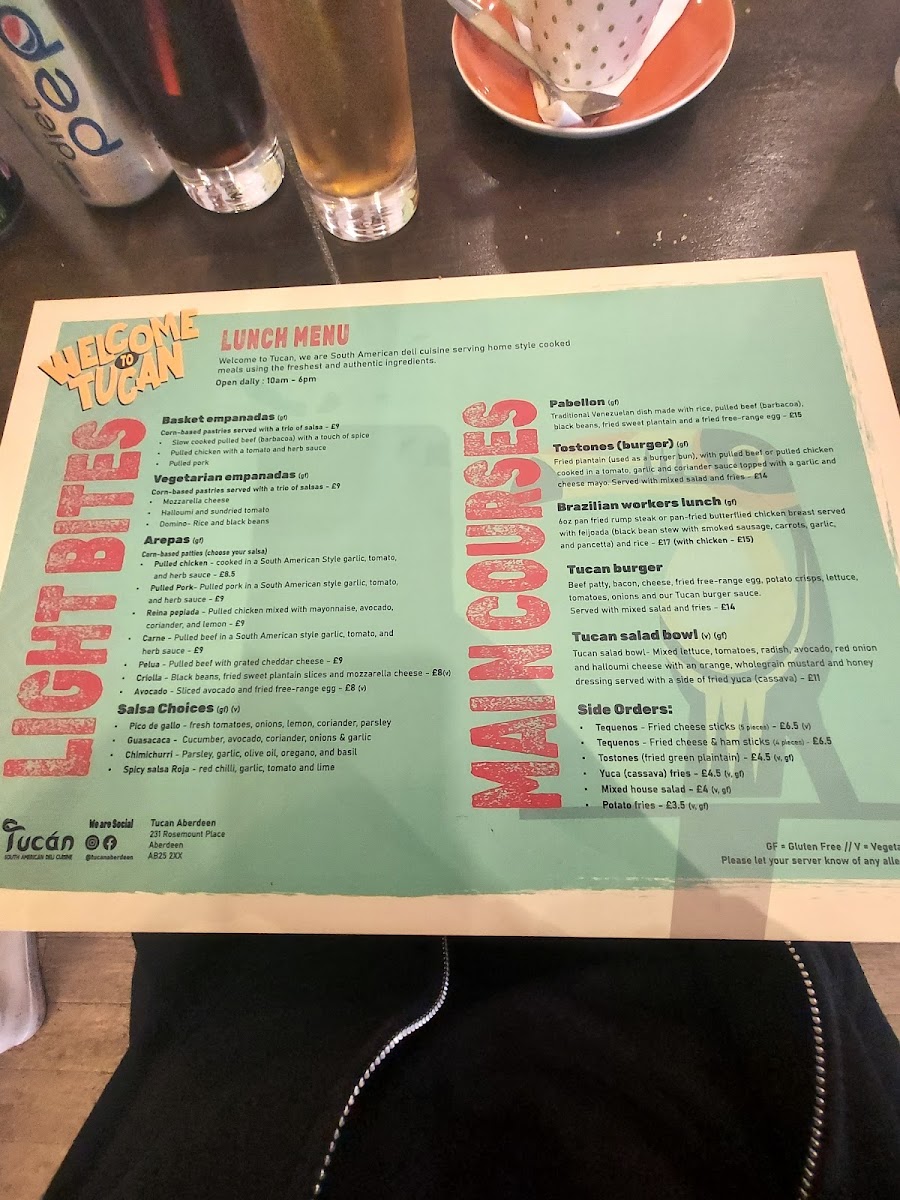 diet
pep
WELCOME
TO
TUCAN
LUNCH MENU
Welcome to Tucan, we are South American deli cuisine serving home style cooked
meals using the freshest and authentic ingredients.
Open daily : 10am - 6pm
LIGHT BITES
Basket empanadas (gf)
Corn-based pastries served with a trio of salsa - £9
• Slow cooked pulled beef (barbacoa) with a touch of spice
• Pulled chicken with a tomato and herb sauce
• Pulled pork
Vegetarian empanadas (gf)
Corn-based pastries served with a trio of salsas - £9
• Mozzarella cheese
• Halloumi and sundried tomato
• Domino- Rice and black beans
Arepas (gf)
Corn-based patties (choose your salsa)
• Pulled chicken - cooked in a South American Style garlic, tomato,
and herb sauce - £8.5
• Pulled Pork- Pulled pork in a South American style garlic, tomato,
and herb sauce - £9
• Reina pepiada - Pulled chicken mixed with mayonnaise, avocado,
coriander, and lemon - £9
• Carne - Pulled beef in a South American style garlic, tomato, and
herb sauce - £9
• Pelua - Pulled beef with grated cheddar cheese - £9
• Criolla - Black beans, fried sweet plantain slices and mozzarella cheese - £8(v)
• Avocado - Sliced avocado and fried free-range egg - £8 (v)
Salsa Choices (gf) (v)
• Pico de gallo - fresh tomatoes, onions, lemon, coriander, parsley
• Guasacaca - Cucumber, avocado, coriander, onions & garlic
• Chimichurri - Parsley, garlic, olive oil, oregano, and basil
• Spicy salsa Roja - red chilli, garlic, tomato and lime
MAIN COURSES
Pabellon (gf)
Traditional Venezuelan dish made with rice, pulled beef (barbacoa),
black beans, fried sweet plantain and a fried free-range egg - £15
Tostones (burger) (gf)
Fried plantain (used as a burger bun), with pulled beef or pulled chicken
cooked in a tomato, garlic and coriander sauce topped with a garlic and
cheese mayo. Served with mixed salad and fries - £14
Brazilian workers lunch (gf)
6oz pan fried rump steak or pan-fried butterflied chicken breast served
with feijoada (black bean stew with smoked sausage, carrots, garlic,
and pancetta) and rice - £17 (with chicken - £15)
Tucan burger
Beef patty, bacon, cheese, fried free-range egg, potato crisps, lettuce,
tomatoes, onions and our Tucan burger sauce.
Served with mixed salad and fries - £14
Tucan salad bowl (v) (gf)
Tucan salad bowl- Mixed lettuce, tomatoes, radish, avocado, red onion
and halloumi cheese with an orange, wholegrain mustard and honey
dressing served with a side of fried yuca (cassava) - £11
Side Orders:
• Tequenos - Fried cheese sticks (5 pieces) - £6.5 (v)
• Tequenos - Fried cheese & ham sticks (4 pieces) - £6.5
• Tostones (fried green plaintain) - £4.5 (v, gf)
• Yuca (cassava) fries - £4.5 (v, gf)
• Mixed house salad - £4 (v, gf)
• Potato fries - £3.5 (v, gf)
Tucán
SOUTH AMERICAN DELI CUISINE
We are Social
@tucanaberdeen
Tucan Aberdeen
231 Rosemount Place
Aberdeen
AB25 2XX
GF = Gluten Free // V = Vegeta
Please let your server know of any alle